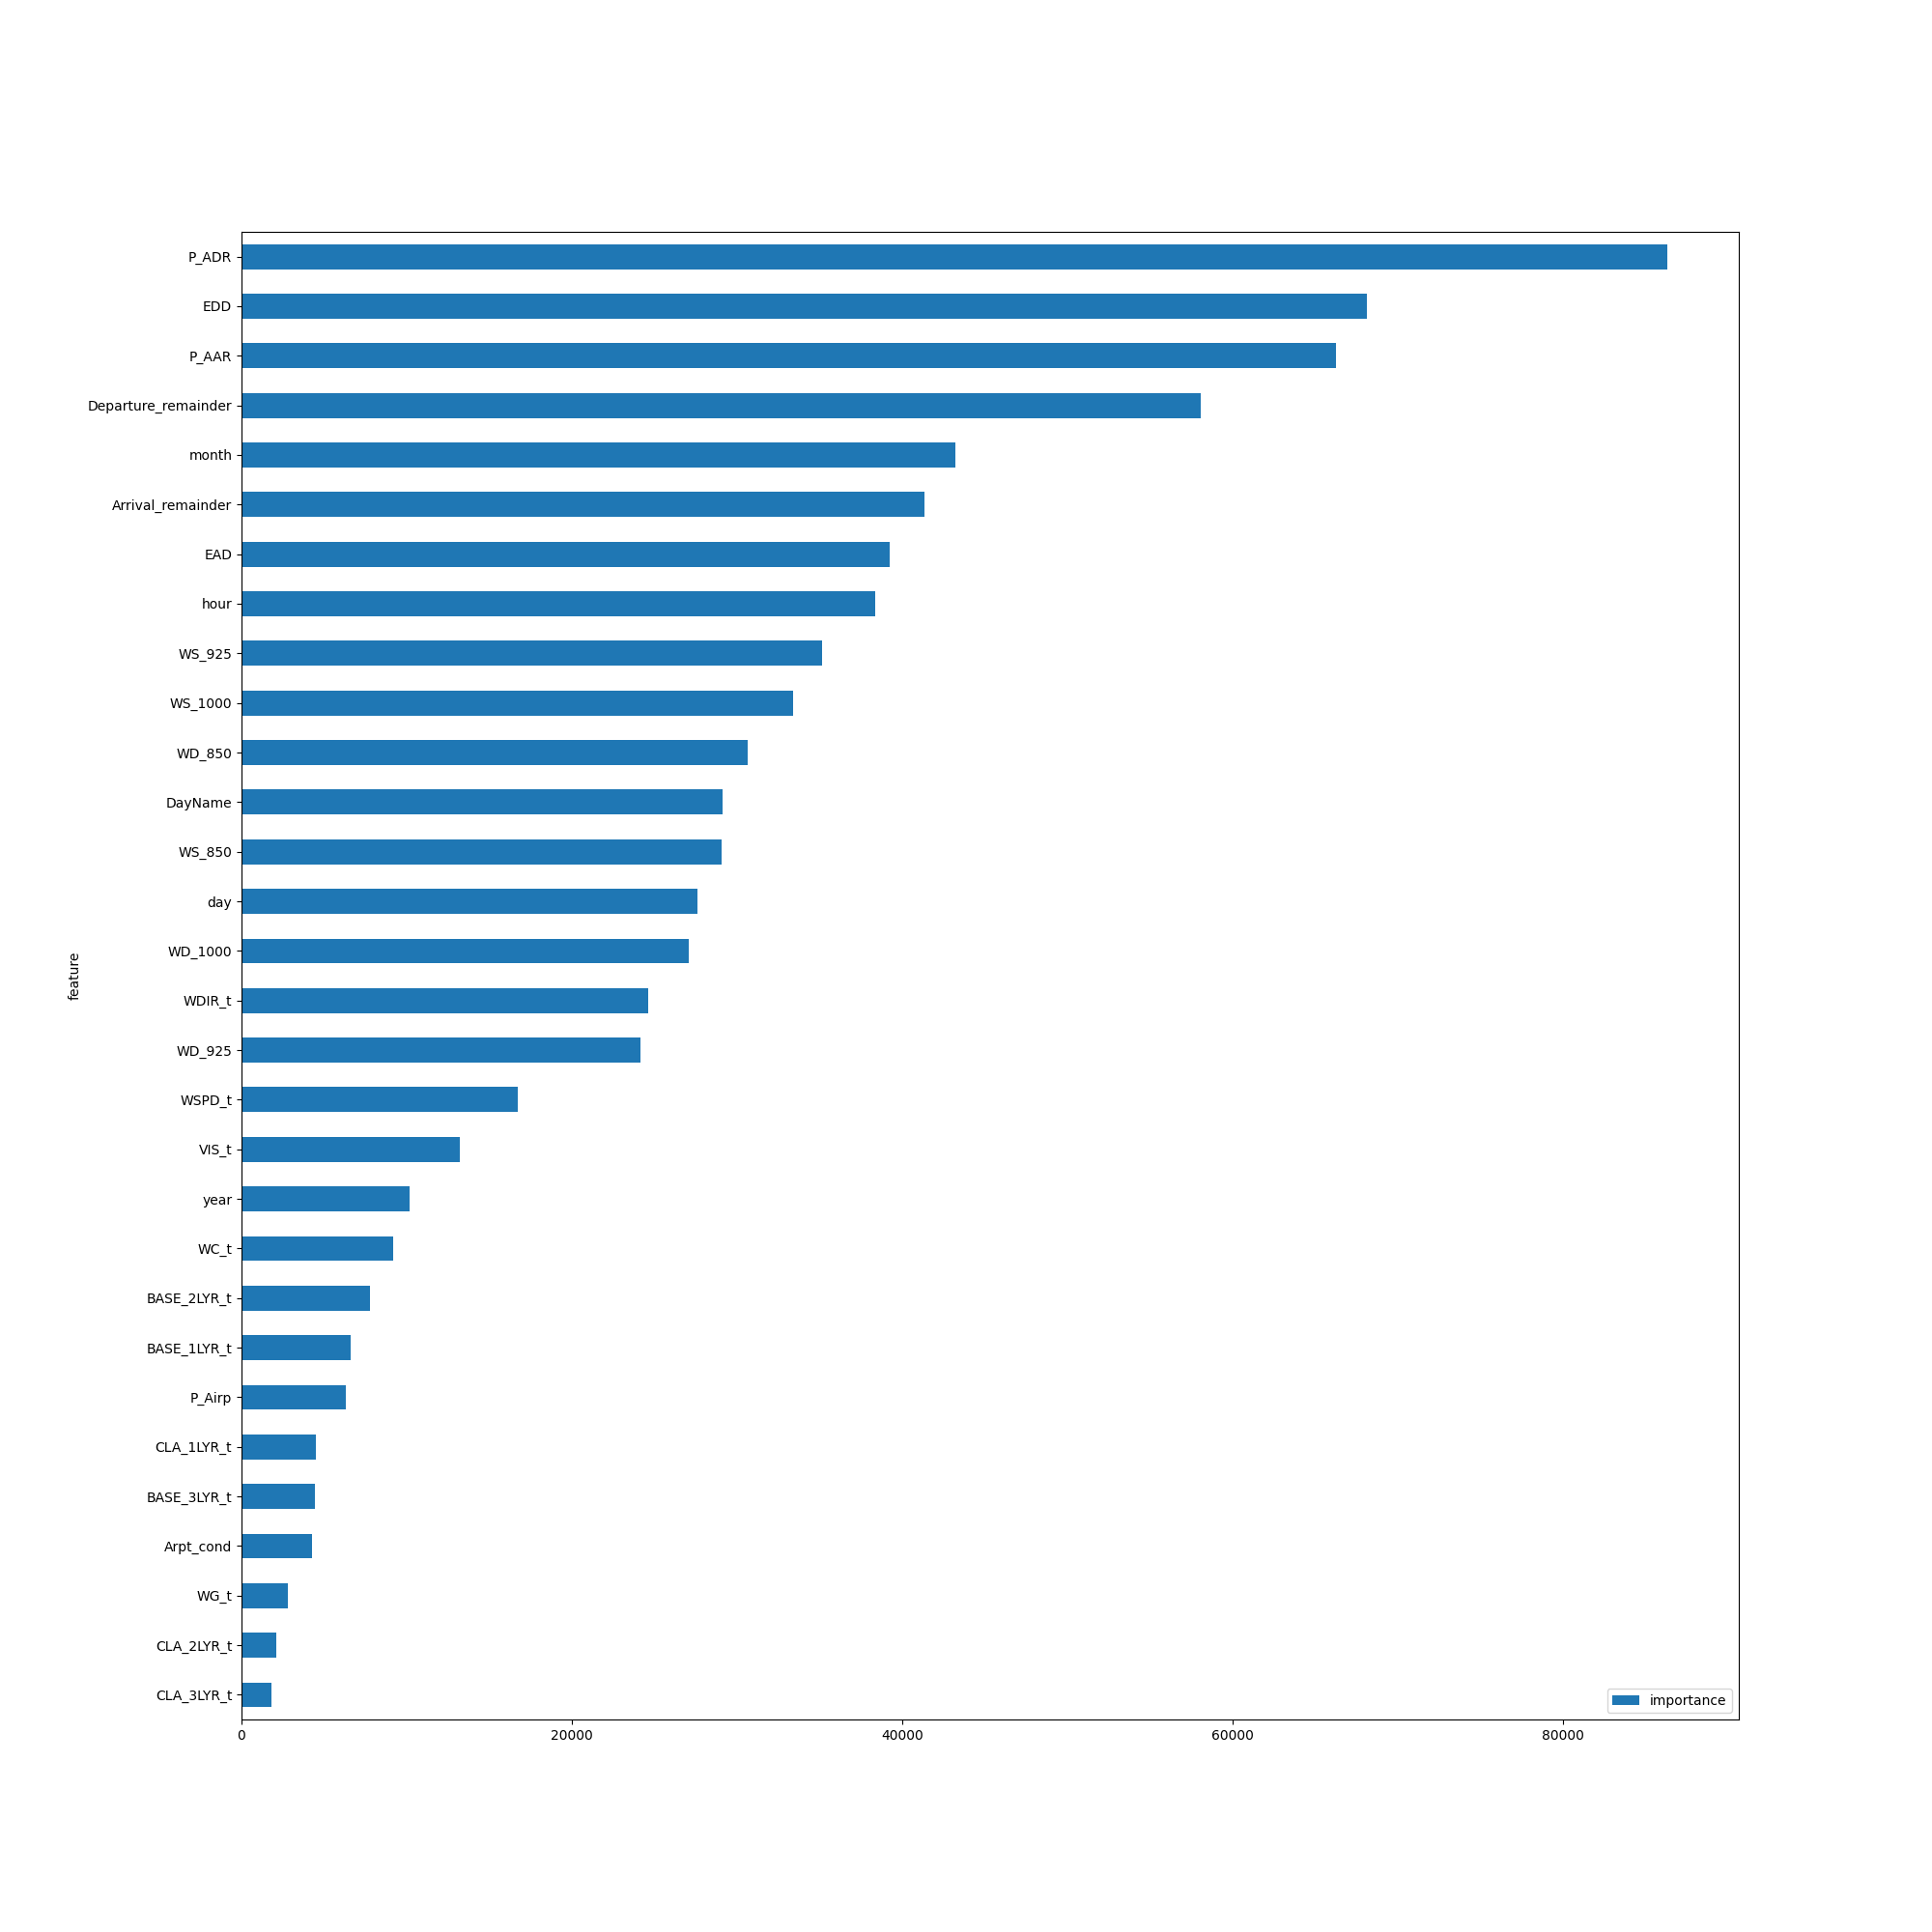 P_ADR
EDD
P_AAR
Departure_remainder
month
Arrival_remainder
EAD
hour
WS_925
WS_1000
WD_850
DayName
WS_850
day
WD_1000
WDIR_t
WD_925
WSPD_t
VIS_t
year
WC_t
BASE_2LYR_t
BASE_1LYR_t
P_Airp
CLA_1LYR_t
BASE_3LYR_t
Arpt_cond
WG_t
CLA_2LYR_t
CLA_3LYR_t
feature
importance
0 20000 40000 60000 80000